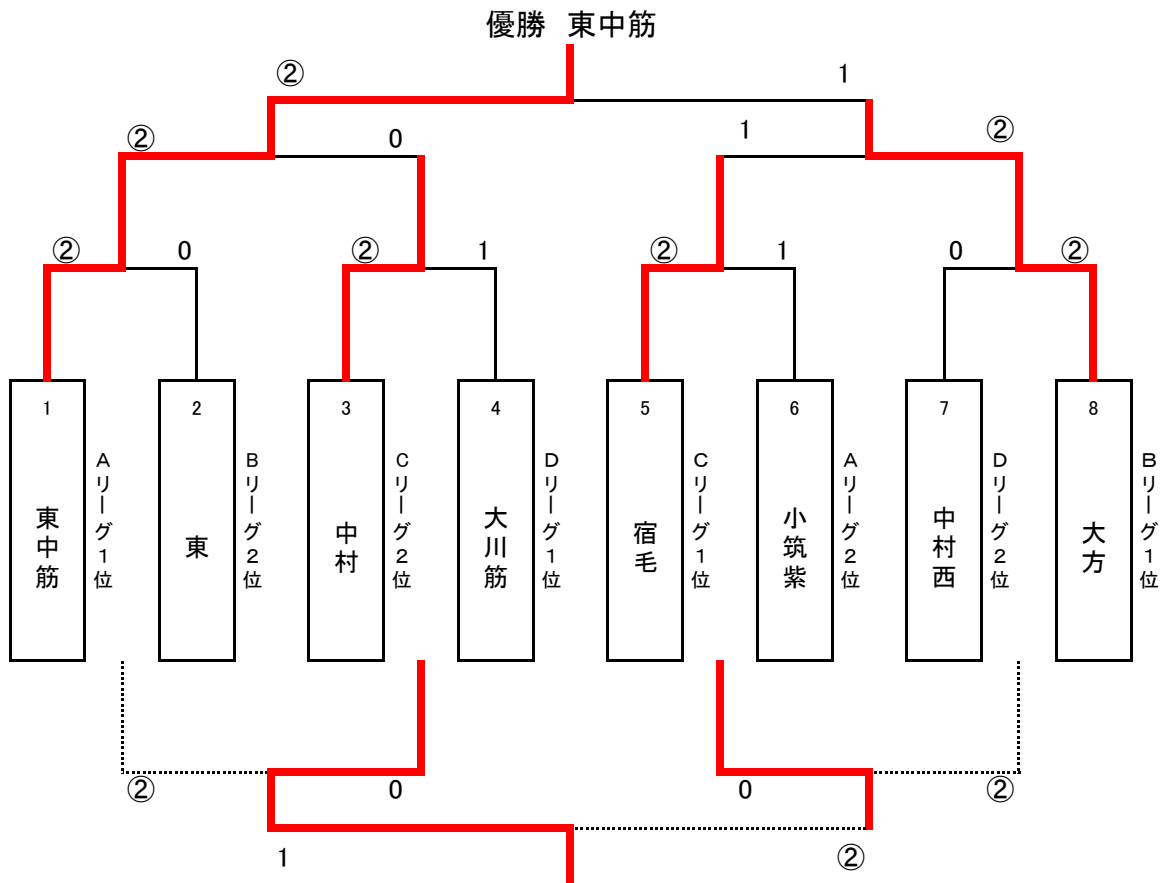 優勝 東中筋
② 1
② 0 1 ②
② 0 ② 1 ② 1 0 ②
1 2 3 4 5 6 7 8
東中筋
Aリーグ1位
東
Bリーグ2位
中村
Cリーグ2位
大川筋
Dリーグ1位
宿毛
Cリーグ1位
小筑紫
Aリーグ2位
中村西
Dリーグ2位
大方
Bリーグ1位
② 0 0 ②
1 ②